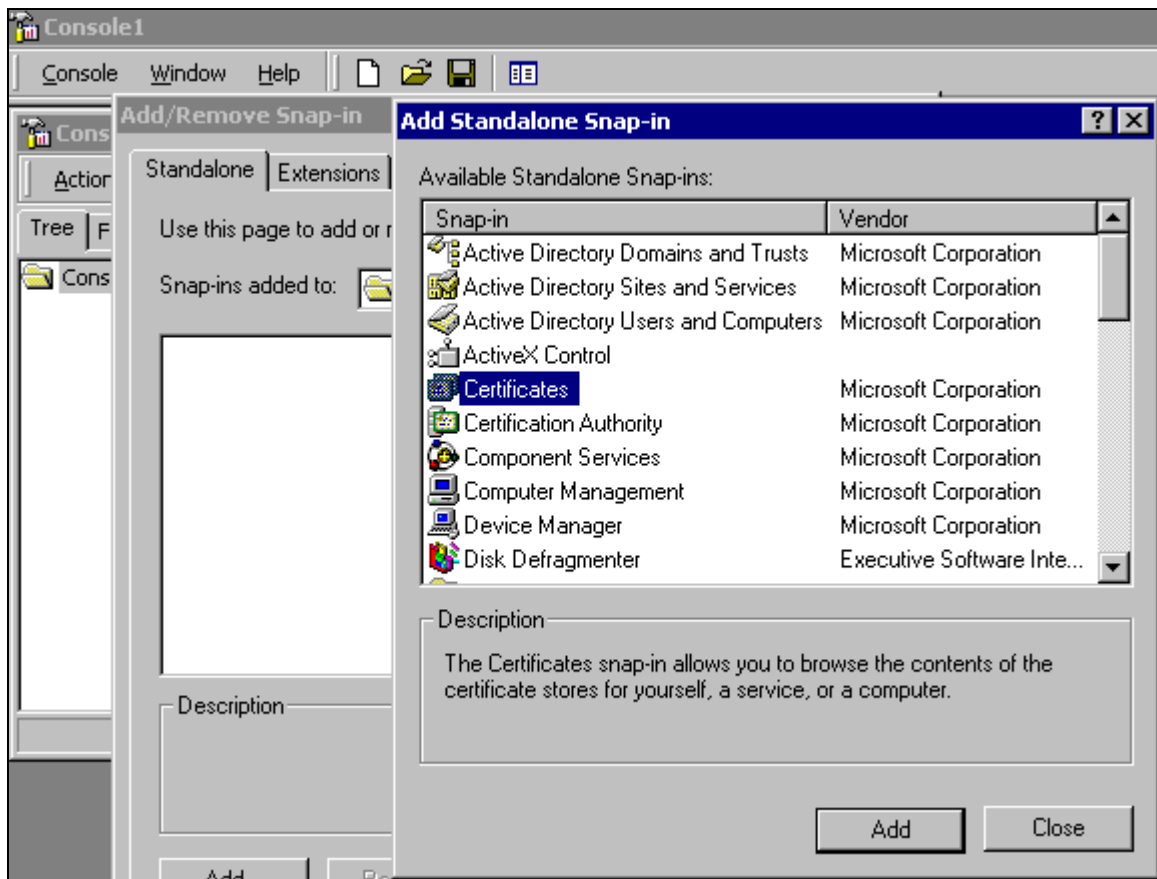 Console1
Console Window Help
Add/Remove Snap-in
Add Standalone Snap-in
? X
Cons
Action
Tree F
Cons
Standalone Extensions
Use this page to add or r
Snap-ins added to:
Description
Add...
Available Standalone Snap-ins:
Snap-in Vendor
Active Directory Domains and Trusts Microsoft Corporation
Active Directory Sites and Services Microsoft Corporation
Active Directory Users and Computers Microsoft Corporation
ActiveX Control
Certificates Microsoft Corporation
Certification Authority Microsoft Corporation
Component Services Microsoft Corporation
Computer Management Microsoft Corporation
Device Manager Microsoft Corporation
Disk Defragmenter Executive Software Inte...
Description
The Certificates snap-in allows you to browse the contents of the
certificate stores for yourself, a service, or a computer.
Add Close